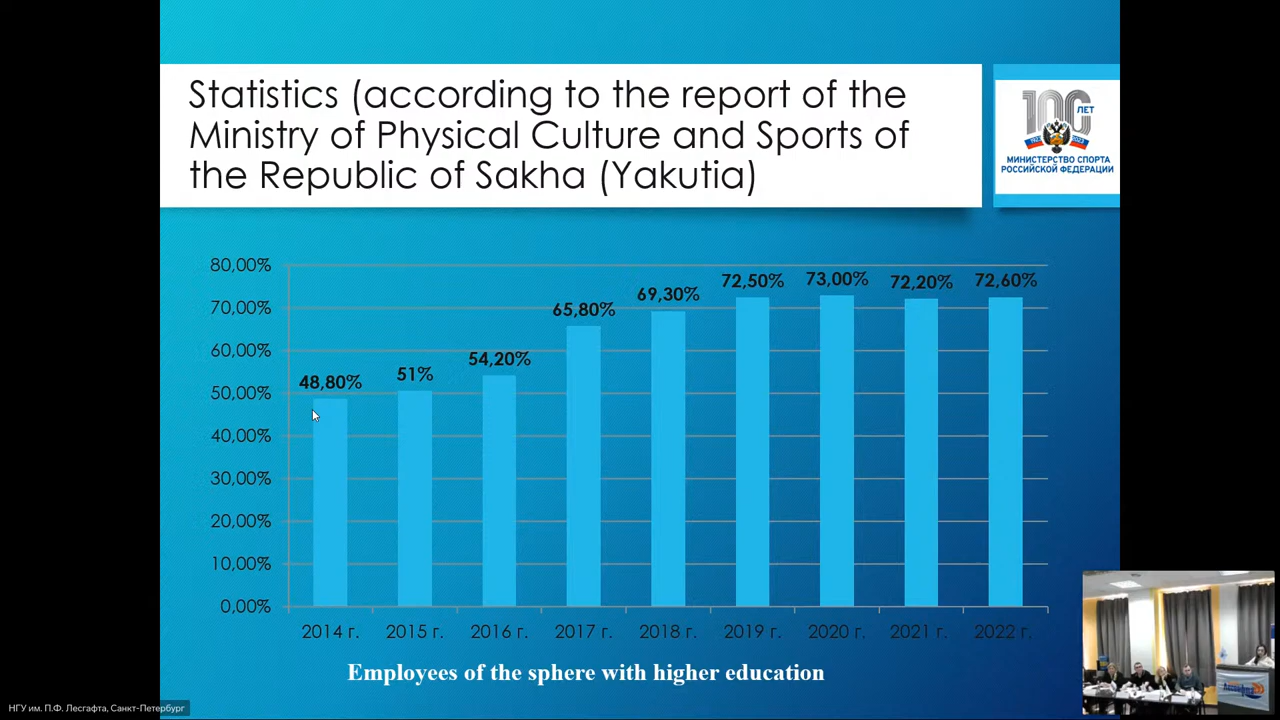 Statistics (according to the report of the
Ministry of Physical Culture and Sports of
the Republic of Sakha (Yakutia)
100 ЛЕТ
МИНИСТЕРСТВО СПОРТА
РОССИЙСКОЙ ФЕДЕРАЦИИ
80,00%
70,00%
60,00%
50,00%
40,00%
30,00%
20,00%
10,00%
0,00%
48,80%
51%
54,20%
65,80%
69,30%
72,50%
73,00%
72,20%
72,60%
2014 г.
2015 г.
2016 г.
2017 г.
2018 г.
2019 г.
2020 г.
2021 г.
2022 г.
Employees of the sphere with higher education
НГУ им. П.Ф. Лесгафта, Санкт-Петербург